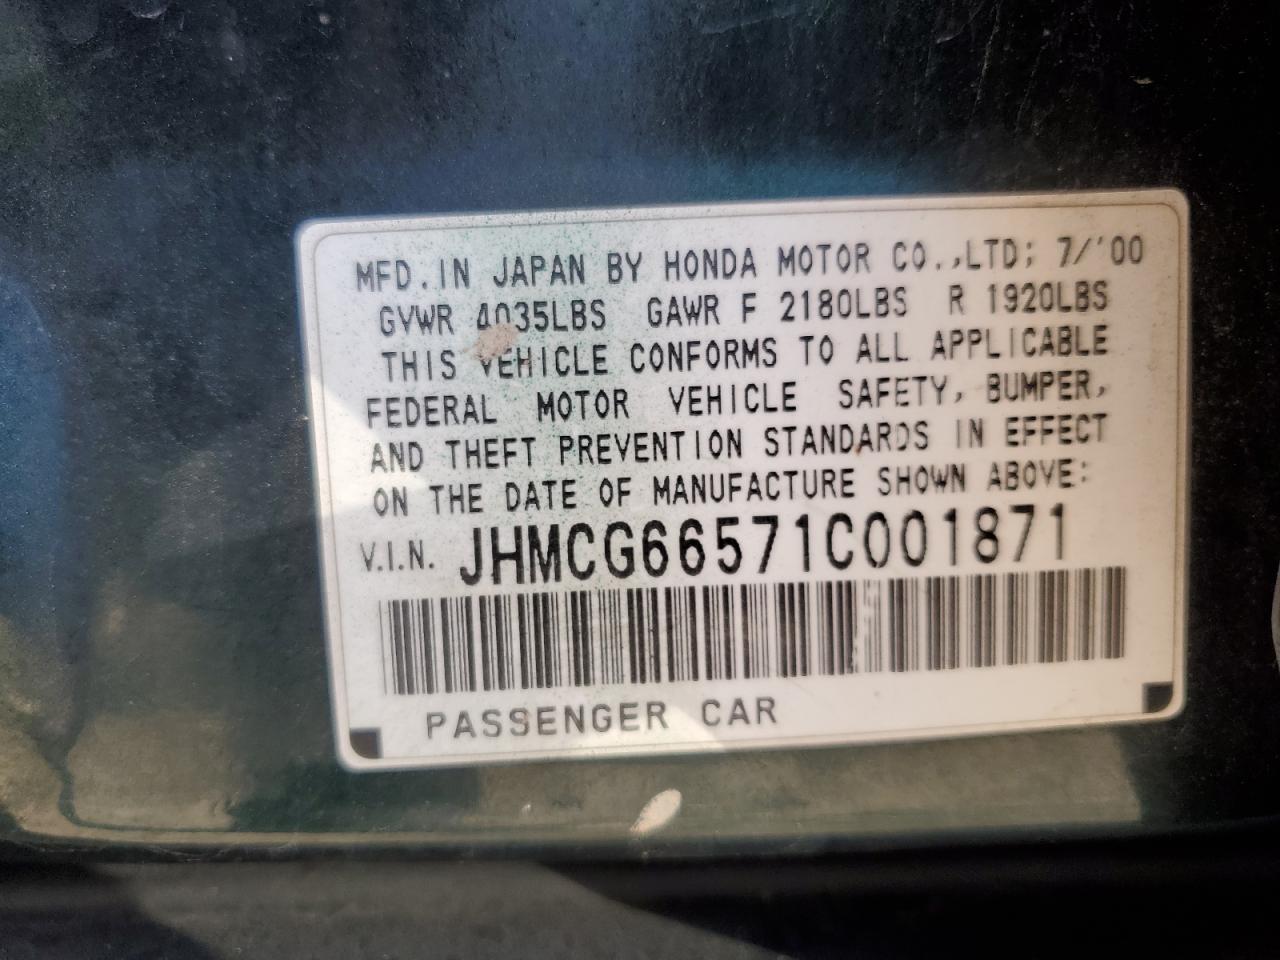 MFD. IN JAPAN BY HONDA MOTOR CO.,LTD; 7/'00
GVWR 4035LBS GAWR F 2180LBS R 1920LBS
THIS VEHICLE CONFORMS TO ALL APPLICABLE
FEDERAL MOTOR VEHICLE SAFETY, BUMPER,
AND THEFT PREVENTION STANDARDS IN EFFECT
ON THE DATE OF MANUFACTURE SHOWN ABOVE:
V.I.N. JHMCG66571C001871
PASSENGER CAR